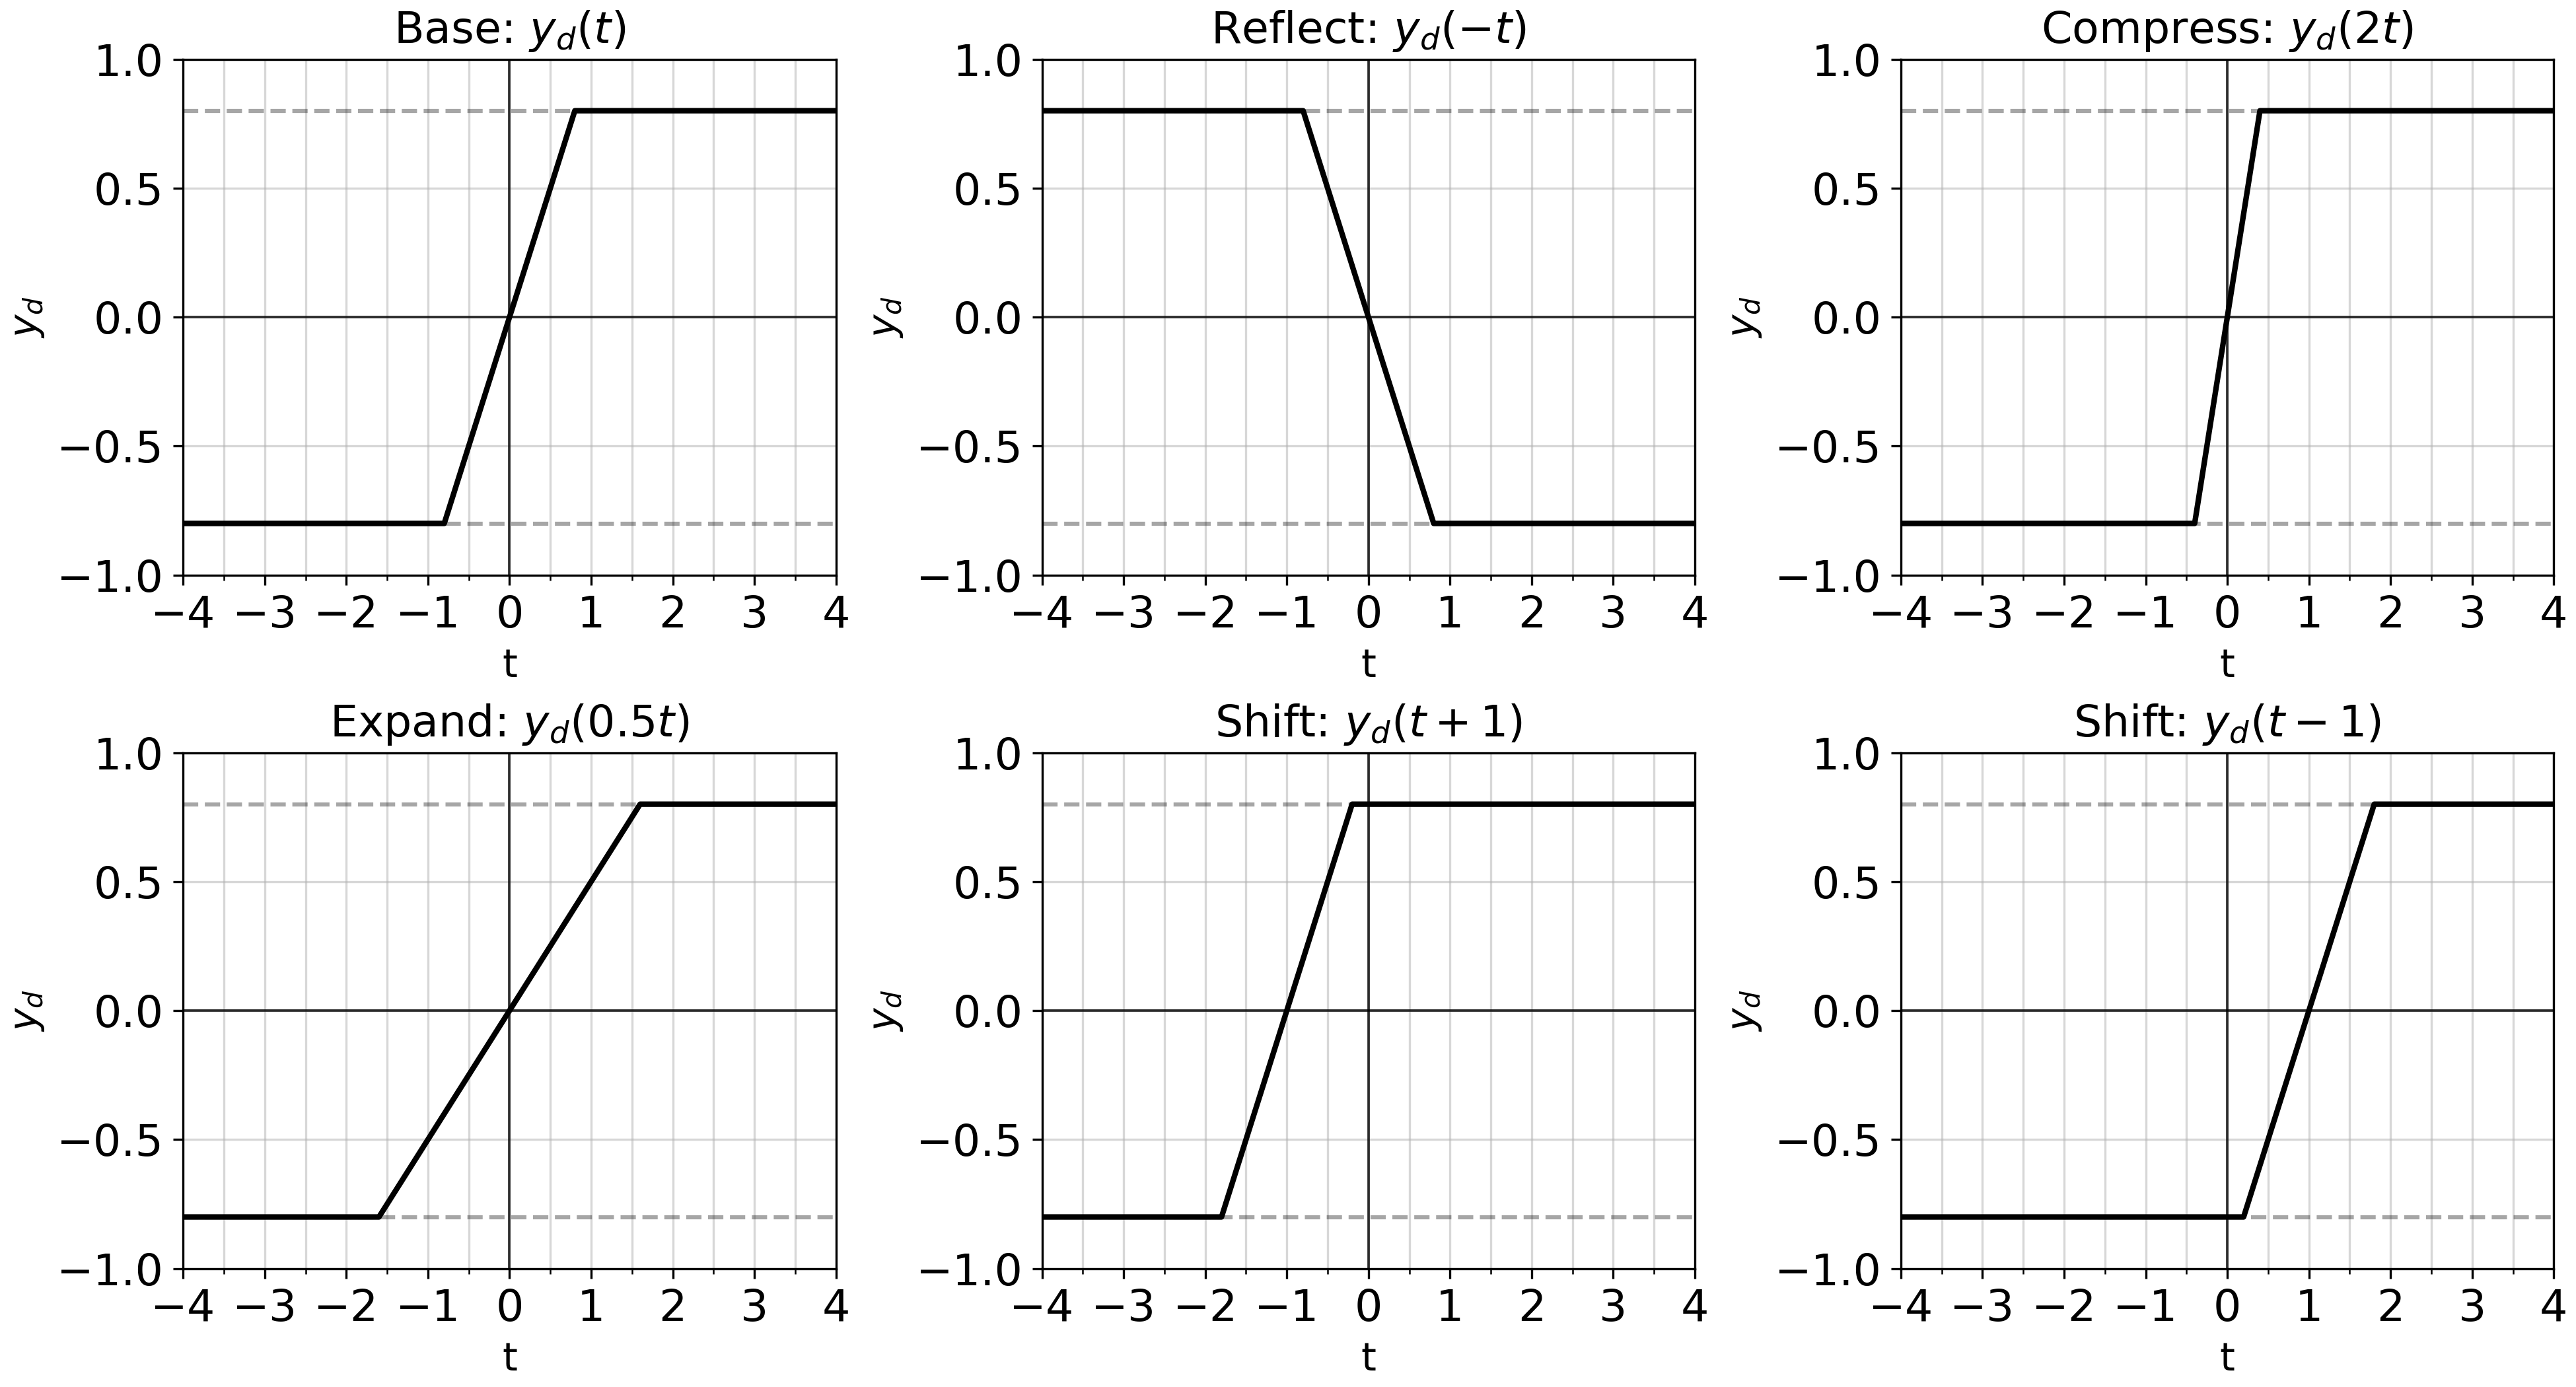 Base: y_d(t)
Reflect: y_d(−t)
Compress: y_d(2t)
1.0
0.5
0.0
−0.5
−1.0
y_d
−4 −3 −2 −1 0 1 2 3 4
t
1.0
0.5
0.0
−0.5
−1.0
y_d
−4 −3 −2 −1 0 1 2 3 4
t
1.0
0.5
0.0
−0.5
−1.0
y_d
−4 −3 −2 −1 0 1 2 3 4
t
Expand: y_d(0.5t)
Shift: y_d(t + 1)
Shift: y_d(t − 1)
1.0
0.5
0.0
−0.5
−1.0
y_d
−4 −3 −2 −1 0 1 2 3 4
t
1.0
0.5
0.0
−0.5
−1.0
y_d
−4 −3 −2 −1 0 1 2 3 4
t
1.0
0.5
0.0
−0.5
−1.0
y_d
−4 −3 −2 −1 0 1 2 3 4
t